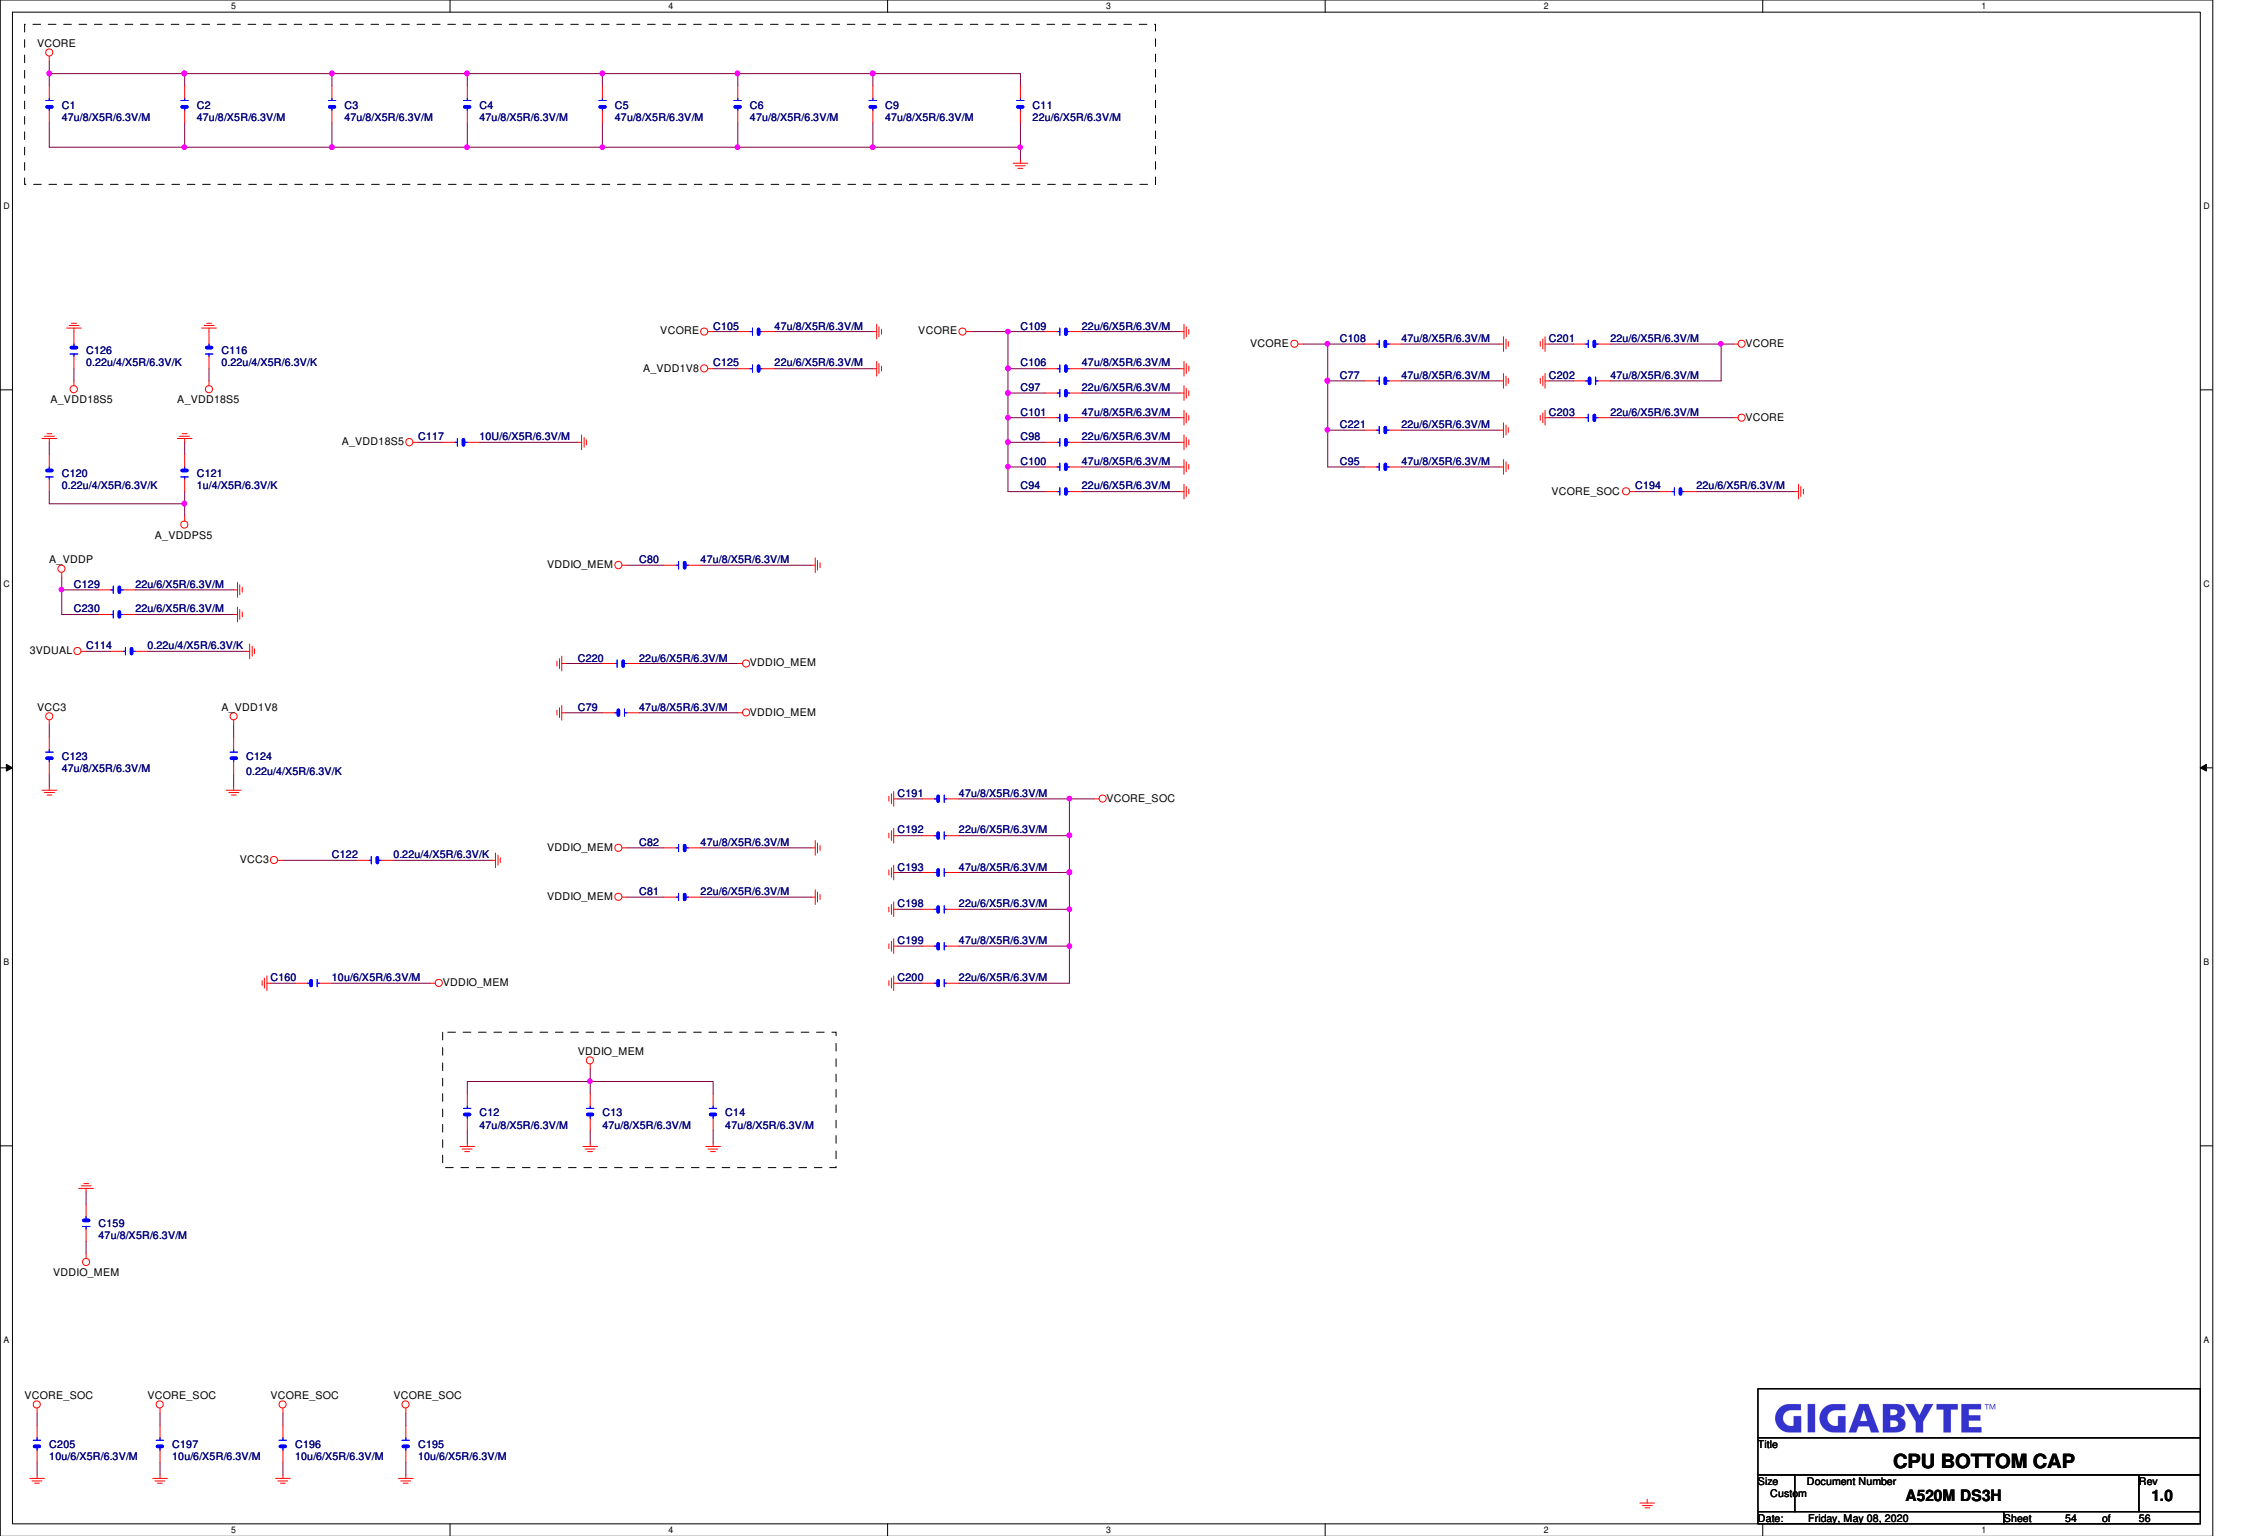 5 4 3 2 1
VCORE
C1 C2 C3 C4 C5 C6 C9 C11
47u/8/X5R/6.3V/M 47u/8/X5R/6.3V/M 47u/8/X5R/6.3V/M 47u/8/X5R/6.3V/M 47u/8/X5R/6.3V/M 47u/8/X5R/6.3V/M 47u/8/X5R/6.3V/M 22u/6/X5R/6.3V/M
D D
C126
0.22u/4/X5R/6.3V/K
A_VDD18S5
C116
0.22u/4/X5R/6.3V/K
A_VDD18S5
VCORE C105 47u/8/X5R/6.3V/M
A_VDD1V8 C125 22u/6/X5R/6.3V/M
A_VDD18S5 C117 10U/6/X5R/6.3V/M
VCORE C109 22u/6/X5R/6.3V/M
C106 47u/8/X5R/6.3V/M
C97 22u/6/X5R/6.3V/M
C101 47u/8/X5R/6.3V/M
C98 22u/6/X5R/6.3V/M
C100 47u/8/X5R/6.3V/M
C94 22u/6/X5R/6.3V/M
VCORE C108 47u/8/X5R/6.3V/M
C77 47u/8/X5R/6.3V/M
C221 22u/6/X5R/6.3V/M
C95 47u/8/X5R/6.3V/M
C201 22u/6/X5R/6.3V/M VCORE
C202 47u/8/X5R/6.3V/M
C203 22u/6/X5R/6.3V/M VCORE
VCORE_SOC C194 22u/6/X5R/6.3V/M
C120
0.22u/4/X5R/6.3V/K
C121
1u/4/X5R/6.3V/K
A_VDDPS5
A_VDDP
C129 22u/6/X5R/6.3V/M
C230 22u/6/X5R/6.3V/M
C C
3VDUAL C114 0.22u/4/X5R/6.3V/K
VDDIO_MEM C80 47u/8/X5R/6.3V/M
C220 22u/6/X5R/6.3V/M VDDIO_MEM
C79 47u/8/X5R/6.3V/M VDDIO_MEM
VCC3
C123
47u/8/X5R/6.3V/M
A_VDD1V8
C124
0.22u/4/X5R/6.3V/K
VCC3 C122 0.22u/4/X5R/6.3V/K
VDDIO_MEM C82 47u/8/X5R/6.3V/M
VDDIO_MEM C81 22u/6/X5R/6.3V/M
C191 47u/8/X5R/6.3V/M VCORE_SOC
C192 22u/6/X5R/6.3V/M
C193 47u/8/X5R/6.3V/M
C198 22u/6/X5R/6.3V/M
C199 47u/8/X5R/6.3V/M
C200 22u/6/X5R/6.3V/M
B B
C160 10u/6/X5R/6.3V/M VDDIO_MEM
VDDIO_MEM
C12 C13 C14
47u/8/X5R/6.3V/M 47u/8/X5R/6.3V/M 47u/8/X5R/6.3V/M
C159
47u/8/X5R/6.3V/M
VDDIO_MEM
A A
VCORE_SOC VCORE_SOC VCORE_SOC VCORE_SOC
C205 C197 C196 C195
10u/6/X5R/6.3V/M 10u/6/X5R/6.3V/M 10u/6/X5R/6.3V/M 10u/6/X5R/6.3V/M
GIGABYTE™
Title
CPU BOTTOM CAP
Size Document Number Rev
Custom A520M DS3H 1.0
Date: Friday, May 08, 2020 Sheet 54 of 56
5 4 3 2 1